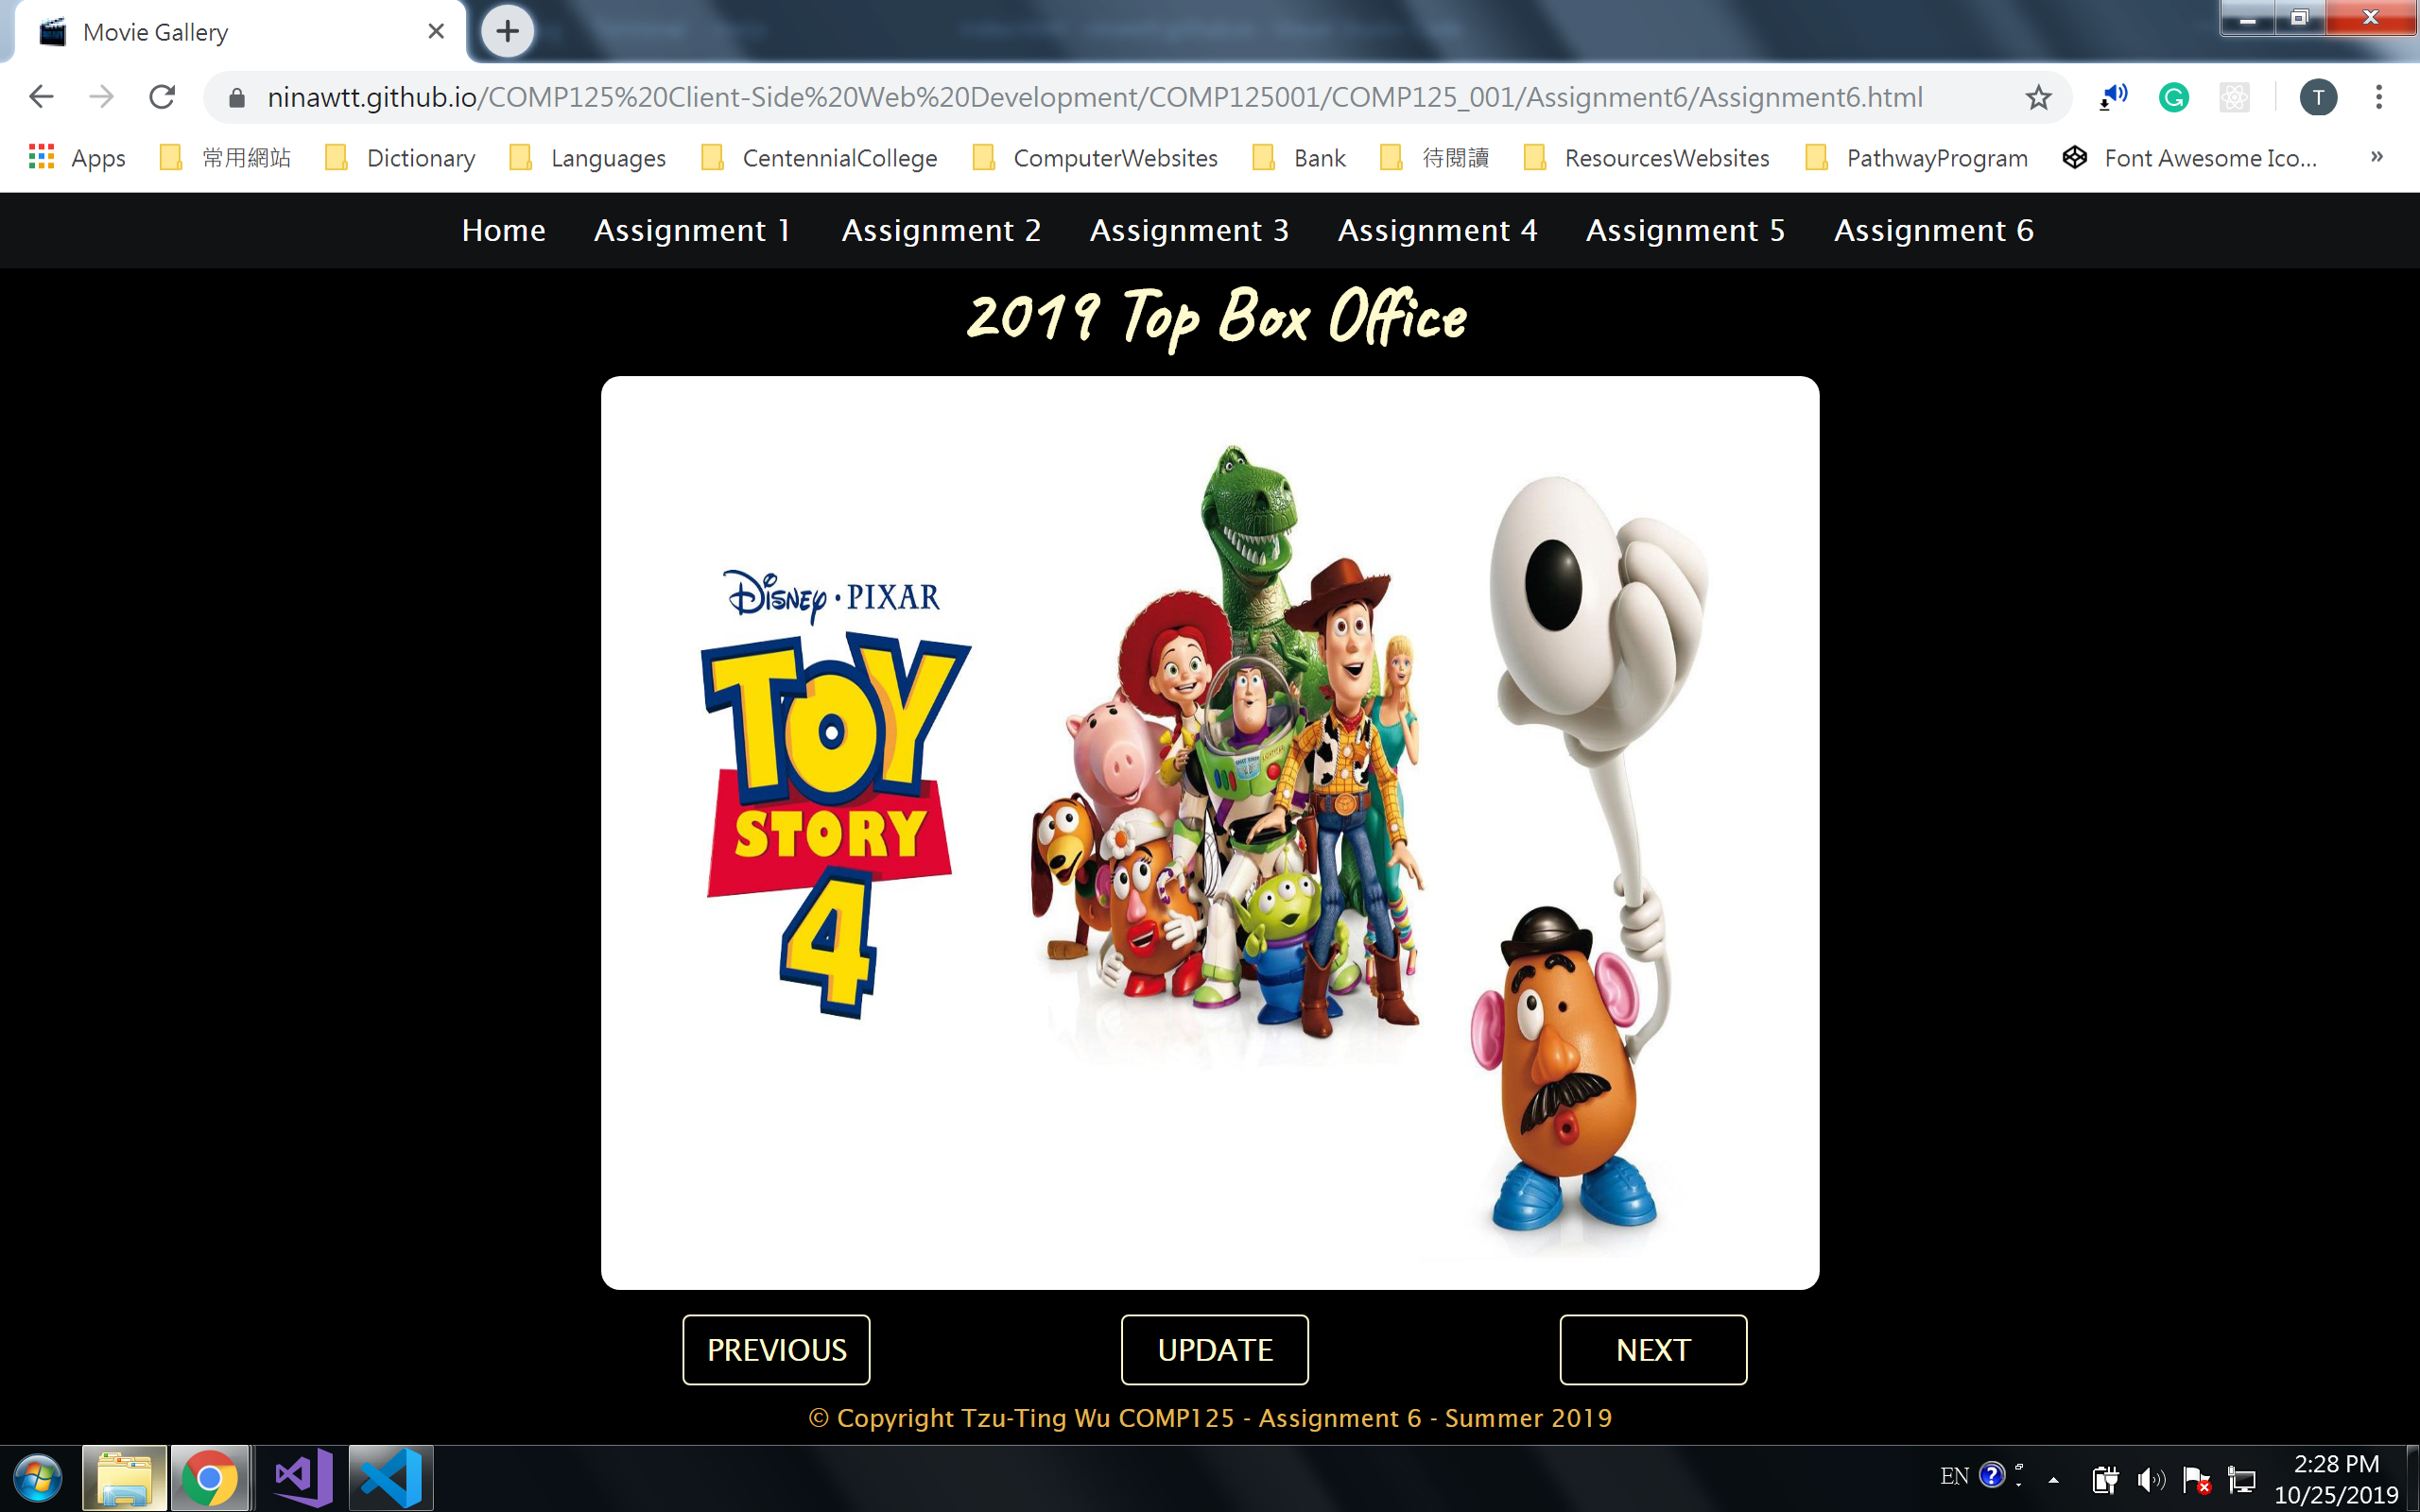 Movie Gallery
ninawtt.github.io/COMP125%20Client-Side%20Web%20Development/COMP125001/COMP125_001/Assignment6/Assignment6.html
T
Apps 常用網站 Dictionary Languages CentennialCollege ComputerWebsites Bank 待閱讀 ResourcesWebsites PathwayProgram Font Awesome Ico... »
Home Assignment 1 Assignment 2 Assignment 3 Assignment 4 Assignment 5 Assignment 6
2019 Top Box Office
Disney · PIXAR
TOY
STORY
4
PREVIOUS UPDATE NEXT
© Copyright Tzu-Ting Wu COMP125 - Assignment 6 - Summer 2019
EN 2:28 PM
10/25/2019